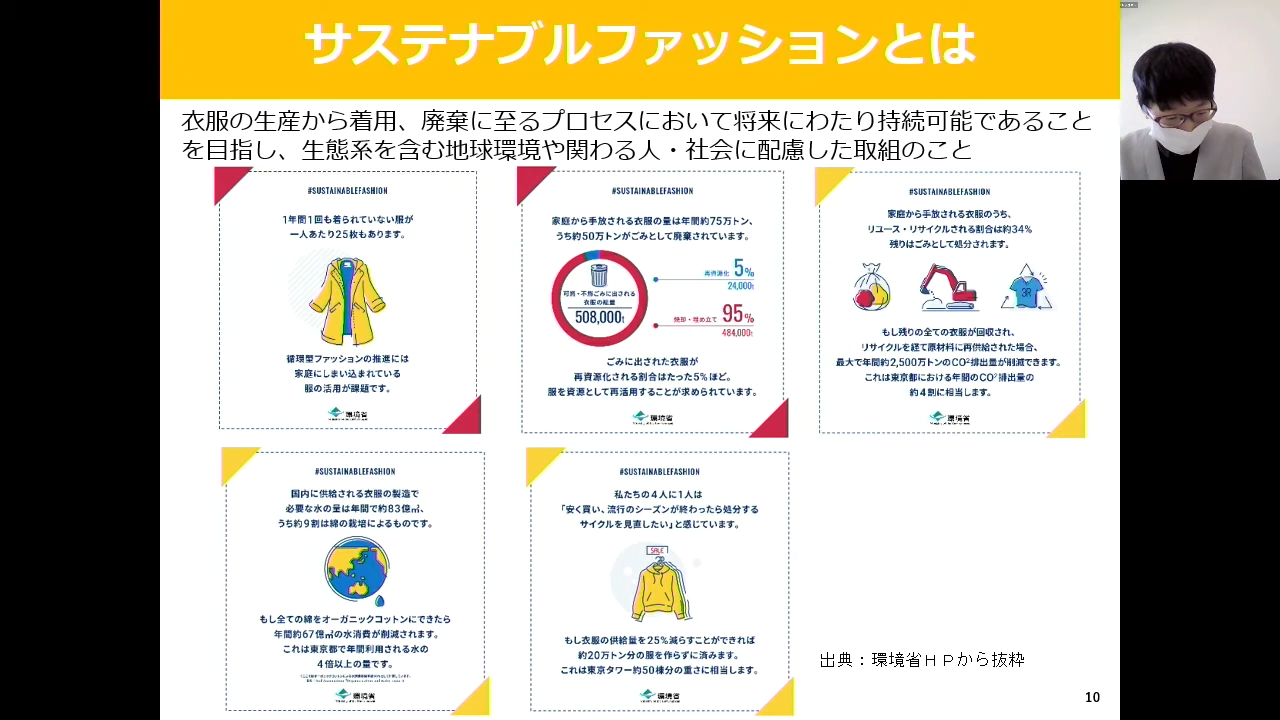 サステナブルファッションとは
衣服の生産から着用、廃棄に至るプロセスにおいて将来にわたり持続可能であること
を目指し、生態系を含む地球環境や関わる人・社会に配慮した取組のこと
#SUSTAINABLEFASHION
1年間1回も着られていない服が
一人あたり25枚もあります。
循環型ファッションの推進には
家庭にしまい込まれている
服の活用が課題です。
環境省
#SUSTAINABLEFASHION
家庭から手放される衣服の量は年間約75万トン、
うち約50万トンがごみとして廃棄されています。
可燃・不燃ごみに出される
衣服の総量
508,000t
再資源化 5%
24,000t
焼却・埋め立て 95%
484,000t
ごみに出された衣服が
再資源化される割合はたった5%ほど。
服を資源として再活用することが求められています。
環境省
#SUSTAINABLEFASHION
家庭から手放される衣服のうち、
リユース・リサイクルされる割合は約34%
残りはごみとして処分されます。
3R
もし残りの全ての衣服が回収され、
リサイクルを経て原材料に再供給された場合、
最大で年間約2,500万トンのCO²排出量が削減できます。
これは東京都における年間のCO²排出量の
約4割に相当します。
環境省
#SUSTAINABLEFASHION
国内に供給される衣服の製造で
必要な水の量は年間で約83億㎥、
うち約9割は綿の栽培によるものです。
もし全ての綿をオーガニックコットンにできたら
年間約67億㎥の水消費が削減されます。
これは東京都で年間利用される水の
4倍以上の量です。
環境省
#SUSTAINABLEFASHION
私たちの4人に1人は
「安く買い、流行のシーズンが終わったら処分する
サイクルを見直したい」と感じています。
SALE
もし衣服の供給量を25%減らすことができれば
約20万トン分の服を作らずに済みます。
これは東京タワー約50棟分の重さに相当します。
環境省
出典：環境省ＨＰから抜粋
10